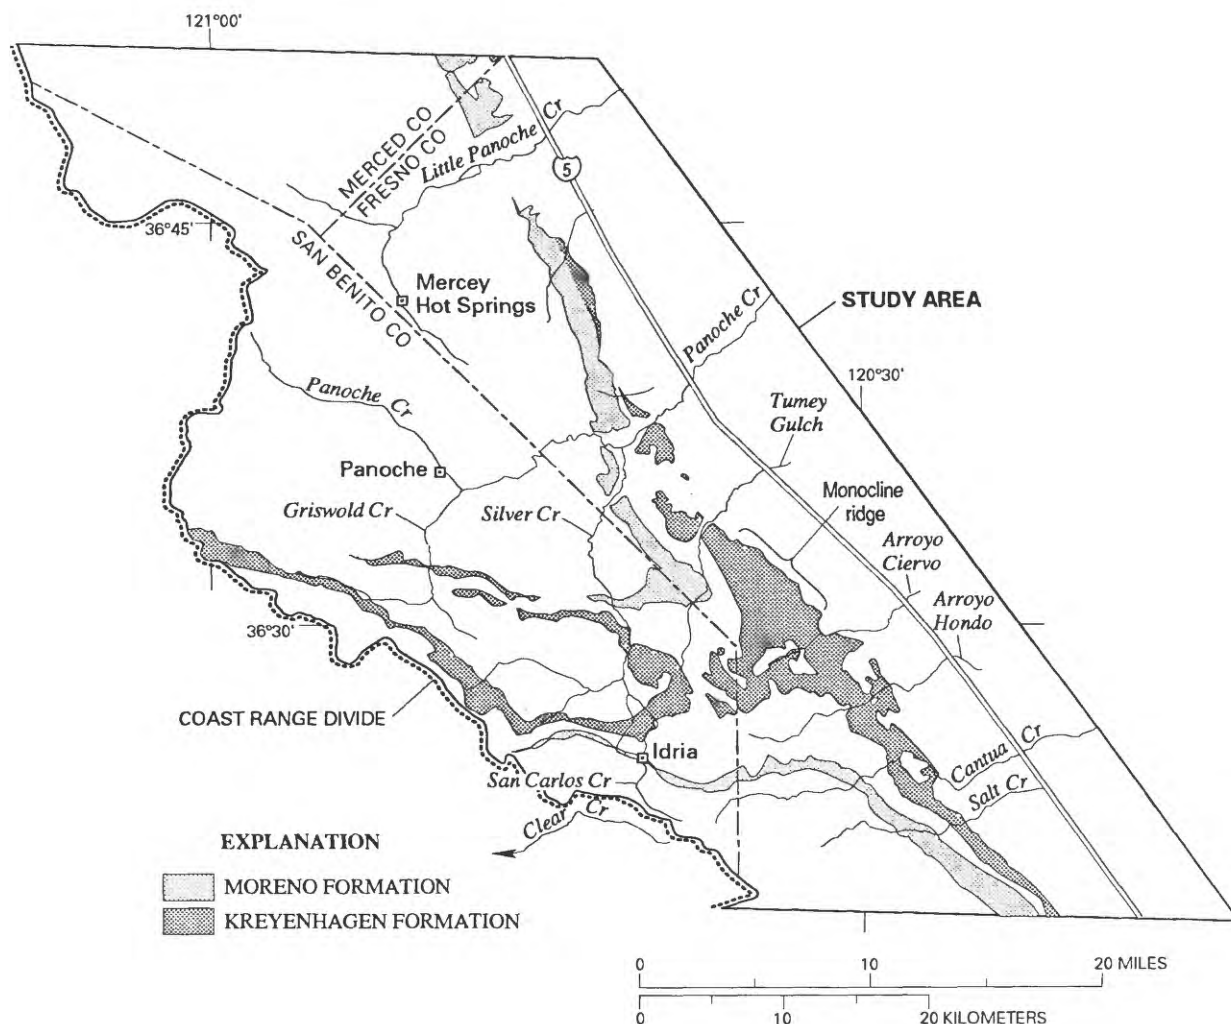 121°00'
MERCED CO
FRESNO CO
Little Panoche Cr
5
36°45'
SAN BENITO CO
Mercey
Hot Springs
STUDY AREA
Panoche Cr
120°30'
Panoche Cr
Tumey
Gulch
Panoche
Monocline
ridge
Griswold Cr
Silver Cr
Arroyo
Ciervo
Arroyo
Hondo
36°30'
COAST RANGE DIVIDE
Idria
Cantua Cr
San Carlos Cr
Salt Cr
Clear Cr
EXPLANATION
MORENO FORMATION
KREYENHAGEN FORMATION
0 10 20 MILES
0 10 20 KILOMETERS